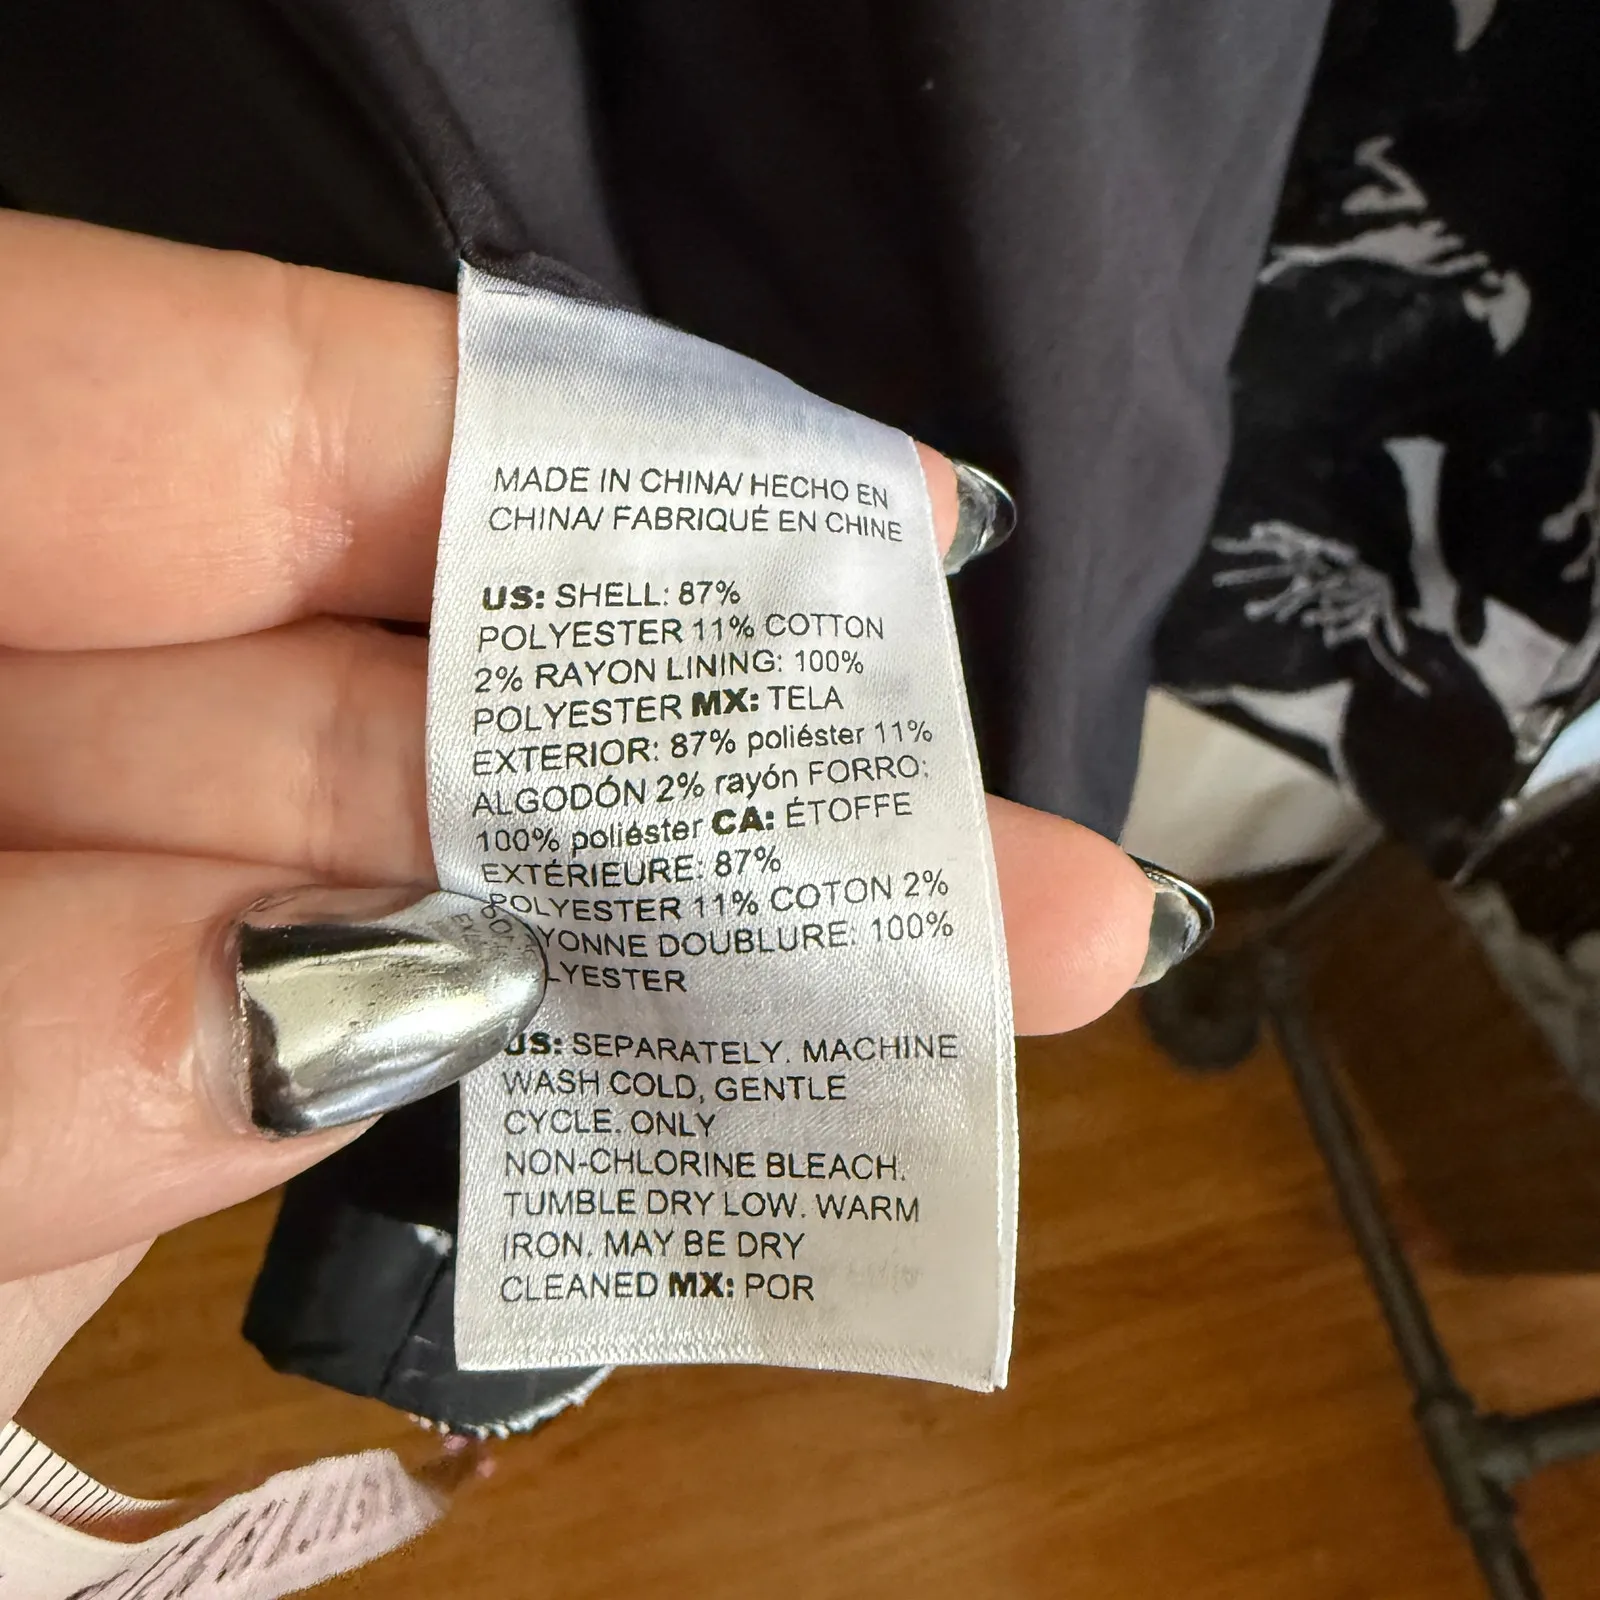 MADE IN CHINA/ HECHO EN
CHINA/ FABRIQUÉ EN CHINE
US: SHELL: 87%
POLYESTER 11% COTTON
2% RAYON LINING: 100%
POLYESTER MX: TELA
EXTERIOR: 87% poliéster 11%
ALGODÓN 2% rayón FORRO:
100% poliéster CA: ÉTOFFE
EXTÉRIEURE: 87%
POLYESTER 11% COTON 2%
YONNE DOUBLURE: 100%
YESTER
US: SEPARATELY. MACHINE
WASH COLD, GENTLE
CYCLE. ONLY
NON-CHLORINE BLEACH.
TUMBLE DRY LOW. WARM
IRON. MAY BE DRY
CLEANED MX: POR